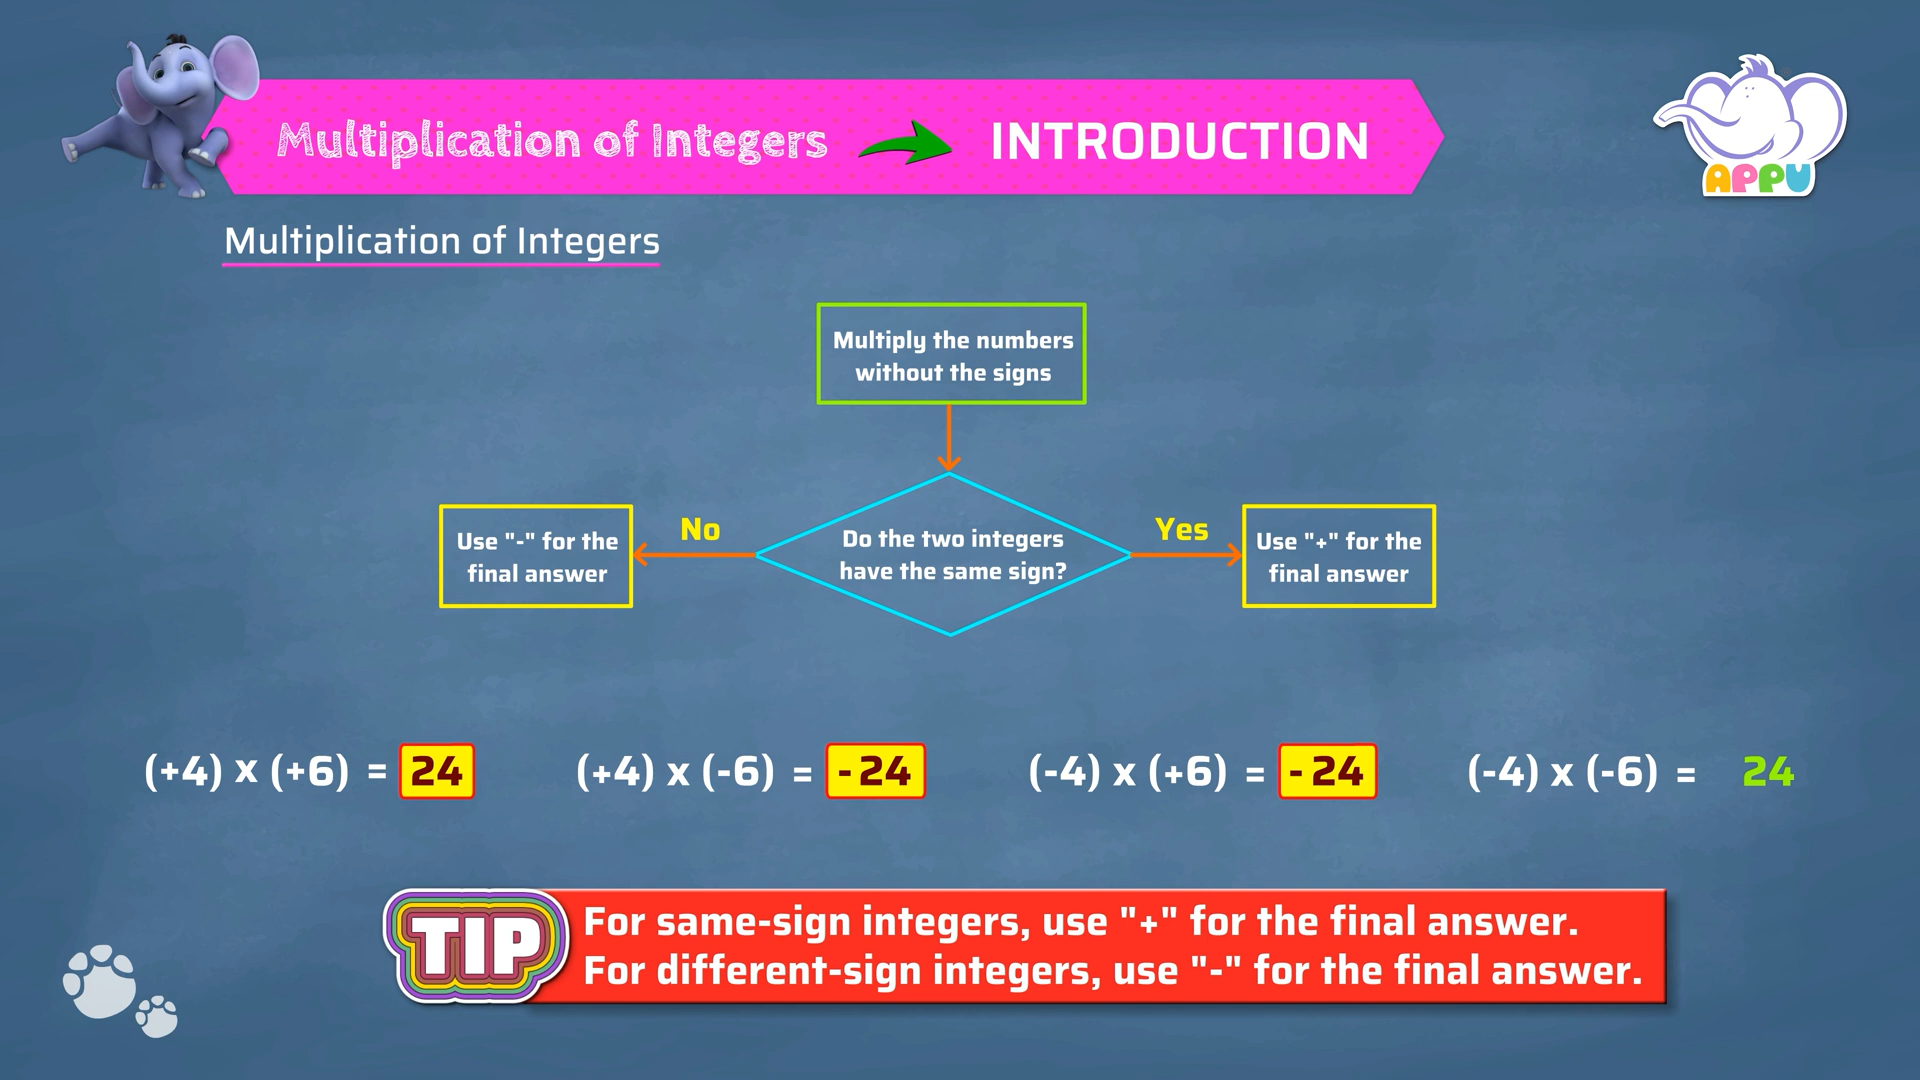 Multiplication of Integers INTRODUCTION
APPU
Multiplication of Integers
Multiply the numbers
without the signs
No
Yes
Use "-" for the
final answer
Do the two integers
have the same sign?
Use "+" for the
final answer
(+4) x (+6) = 24
(+4) x (-6) = -24
(-4) x (+6) = -24
(-4) x (-6) = 24
TIP
For same-sign integers, use "+" for the final answer.
For different-sign integers, use "-" for the final answer.